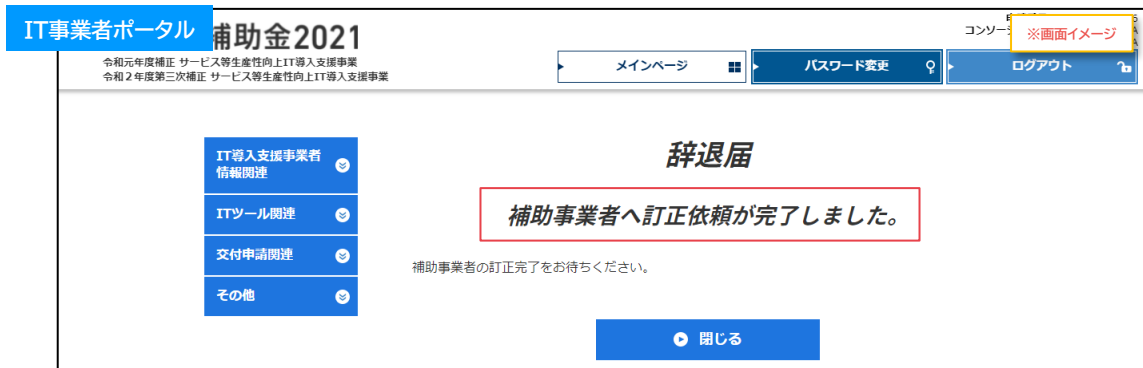 IT事業者ポータル
補助金2021
令和元年度補正 サービス等生産性向上IT導入支援事業
令和２年度第三次補正 サービス等生産性向上IT導入支援事業
コンソー
※画面イメージ
メインページ
パスワード変更
ログアウト
IT導入支援事業者
情報関連
ITツール関連
交付申請関連
その他
辞退届
補助事業者へ訂正依頼が完了しました。
補助事業者の訂正完了をお待ちください。
閉じる